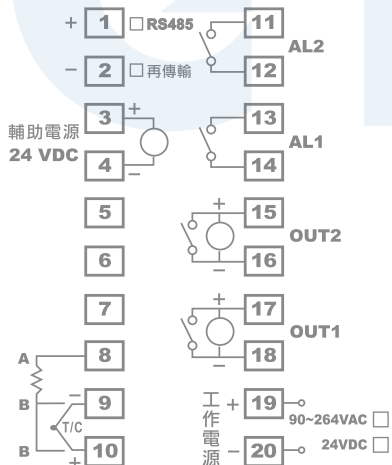 + 1 □ RS485
− 2 □ 再傳輸
輔助電源
24 VDC
3 +
4 −
5
6
7
8
A
B
9 −
T/C
B
10 +
11
AL2
12
13
AL1
14
15 +
OUT2
16 −
17 +
OUT1
18 −
工作電源
+ 19
90~264VAC □
− 20
24VDC □